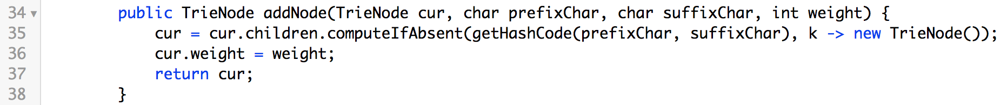 34 public TrieNode addNode(TrieNode cur, char prefixChar, char suffixChar, int weight) {
35 cur = cur.children.computeIfAbsent(getHashCode(prefixChar, suffixChar), k -> new TrieNode());
36 cur.weight = weight;
37 return cur;
38 }